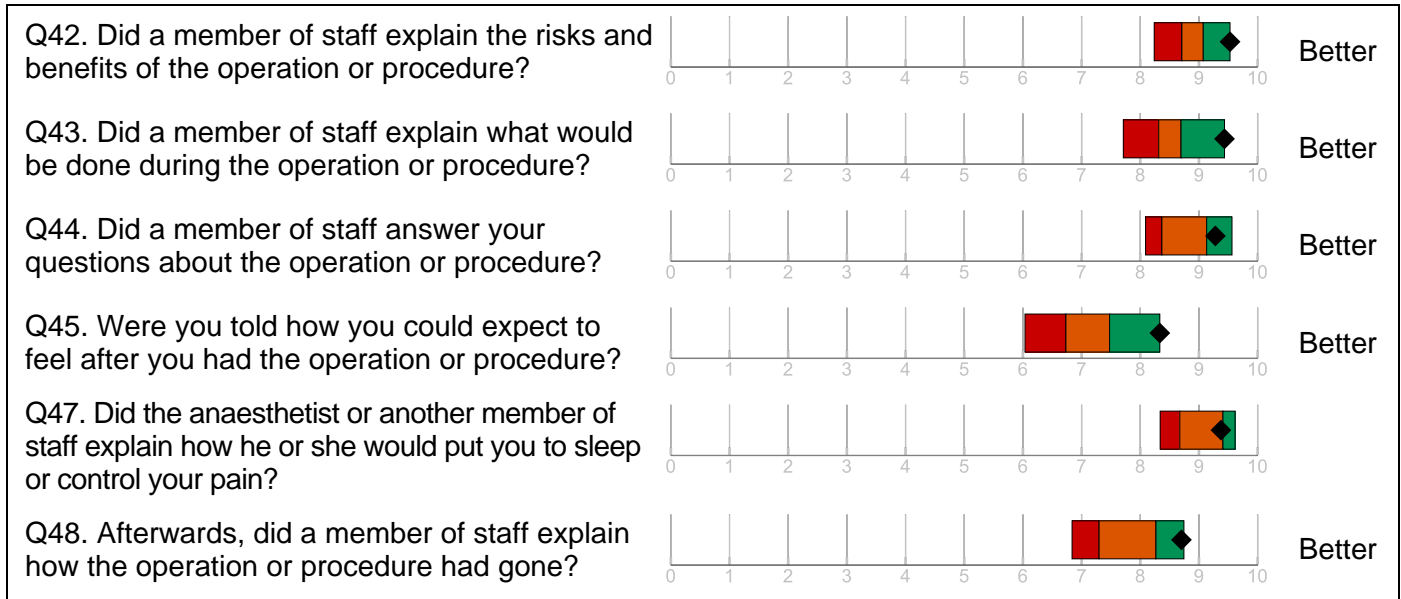 Q42. Did a member of staff explain the risks and
benefits of the operation or procedure?
Better
0 1 2 3 4 5 6 7 8 9 10
Q43. Did a member of staff explain what would
be done during the operation or procedure?
Better
0 1 2 3 4 5 6 7 8 9 10
Q44. Did a member of staff answer your
questions about the operation or procedure?
Better
0 1 2 3 4 5 6 7 8 9 10
Q45. Were you told how you could expect to
feel after you had the operation or procedure?
Better
0 1 2 3 4 5 6 7 8 9 10
Q47. Did the anaesthetist or another member of
staff explain how he or she would put you to sleep
or control your pain?
Better
0 1 2 3 4 5 6 7 8 9 10
Q48. Afterwards, did a member of staff explain
how the operation or procedure had gone?
Better
0 1 2 3 4 5 6 7 8 9 10